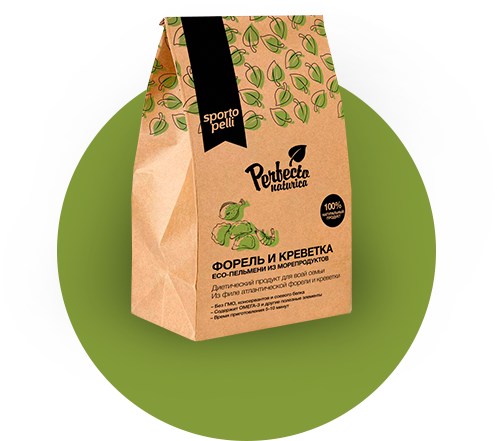 sporto
pelli
Perfecto
naturica
100%
НАТУРАЛЬНЫЙ
ПРОДУКТ
ФОРЕЛЬ И КРЕВЕТКА
ECO-ПЕЛЬМЕНИ ИЗ МОРЕПРОДУКТОВ
Диетический продукт для всей семьи
Из филе атлантической форели и креветки
– Без ГМО, консервантов и соевого белка
– Содержит ОМЕГА-3 и другие полезные элементы
– Время приготовления 5-10 минут